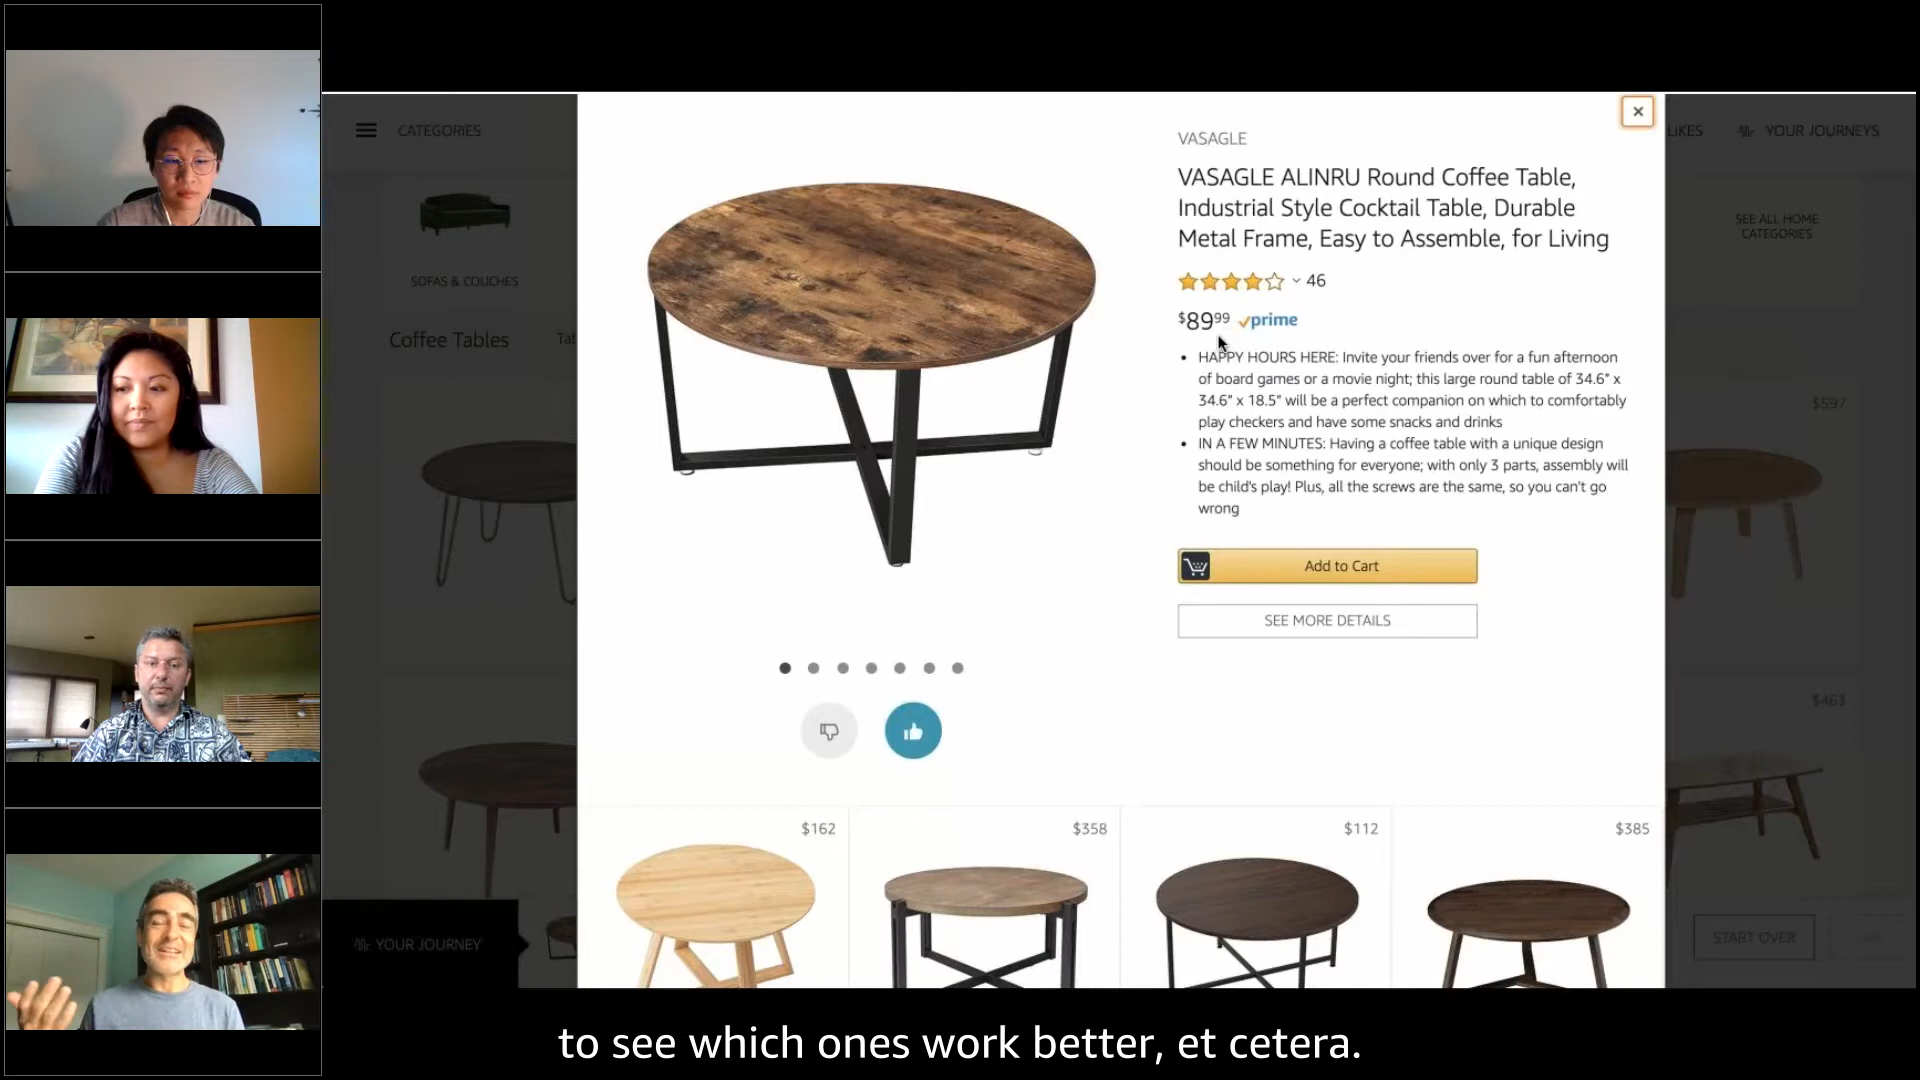 CATEGORIES
LIKES
YOUR JOURNEYS
SOFAS & COUCHES
SEE ALL HOME
CATEGORIES
Coffee Tables
$597
$463
VASAGLE
VASAGLE ALINRU Round Coffee Table,
Industrial Style Cocktail Table, Durable
Metal Frame, Easy to Assemble, for Living
46
$8999 prime
• HAPPY HOURS HERE: Invite your friends over for a fun afternoon
of board games or a movie night; this large round table of 34.6" x
34.6" x 18.5" will be a perfect companion on which to comfortably
play checkers and have some snacks and drinks
• IN A FEW MINUTES: Having a coffee table with a unique design
should be something for everyone; with only 3 parts, assembly will
be child's play! Plus, all the screws are the same, so you can't go
wrong
Add to Cart
SEE MORE DETAILS
$162
$358
$112
$385
YOUR JOURNEY
START OVER
to see which ones work better, et cetera.